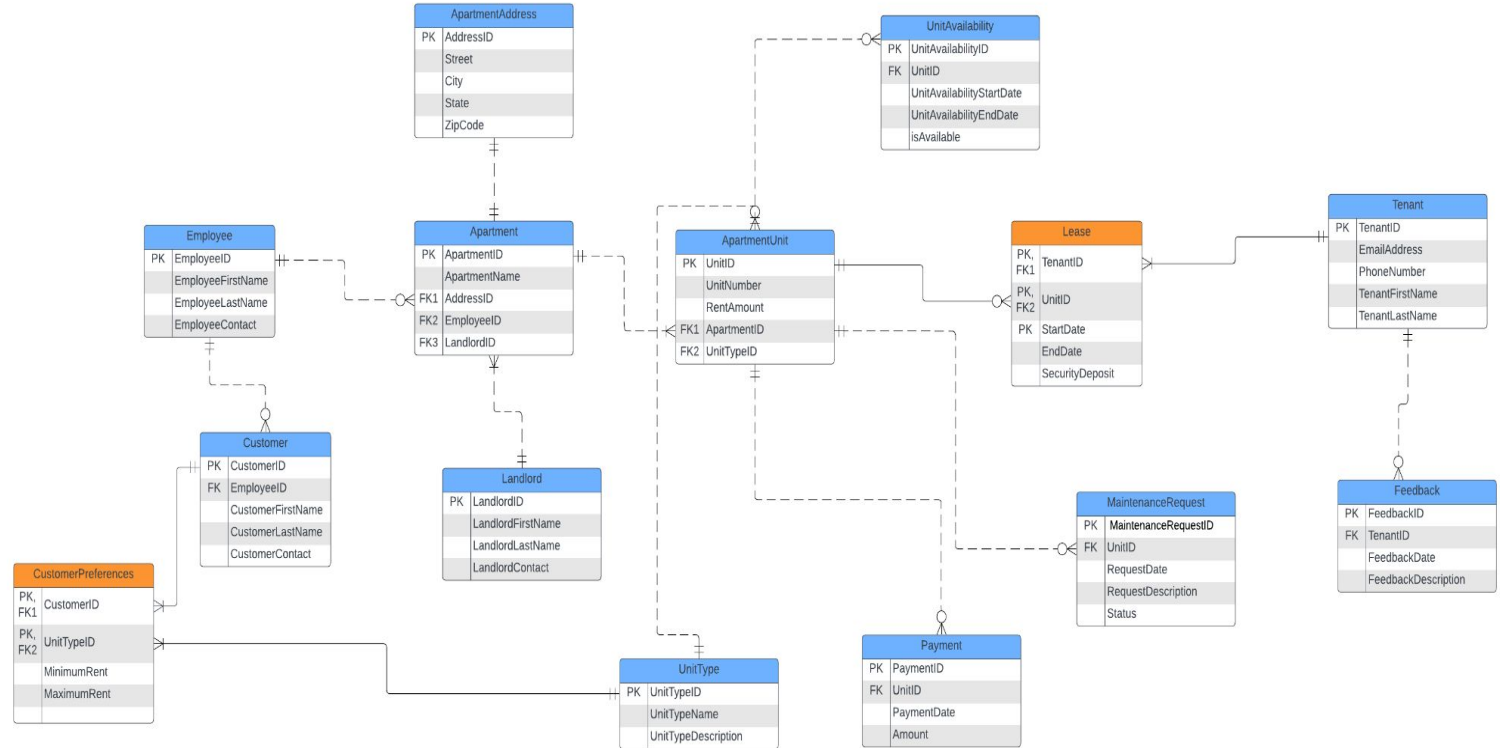 ApartmentAddress
PK AddressID
Street
City
State
ZipCode
UnitAvailability
PK UnitAvailabilityID
FK UnitID
UnitAvailabilityStartDate
UnitAvailabilityEndDate
isAvailable
Employee
PK EmployeeID
EmployeeFirstName
EmployeeLastName
EmployeeContact
Apartment
PK ApartmentID
ApartmentName
FK1 AddressID
FK2 EmployeeID
FK3 LandlordID
ApartmentUnit
PK UnitID
UnitNumber
RentAmount
FK1 ApartmentID
FK2 UnitTypeID
Lease
PK, FK1 TenantID
PK, FK2 UnitID
PK StartDate
EndDate
SecurityDeposit
Tenant
PK TenantID
EmailAddress
PhoneNumber
TenantFirstName
TenantLastName
Customer
PK CustomerID
FK EmployeeID
CustomerFirstName
CustomerLastName
CustomerContact
Landlord
PK LandlordID
LandlordFirstName
LandlordLastName
LandlordContact
MaintenanceRequest
PK MaintenanceRequestID
FK UnitID
RequestDate
RequestDescription
Status
Feedback
PK FeedbackID
FK TenantID
FeedbackDate
FeedbackDescription
CustomerPreferences
PK, FK1 CustomerID
PK, FK2 UnitTypeID
MinimumRent
MaximumRent
UnitType
PK UnitTypeID
UnitTypeName
UnitTypeDescription
Payment
PK PaymentID
FK UnitID
PaymentDate
Amount